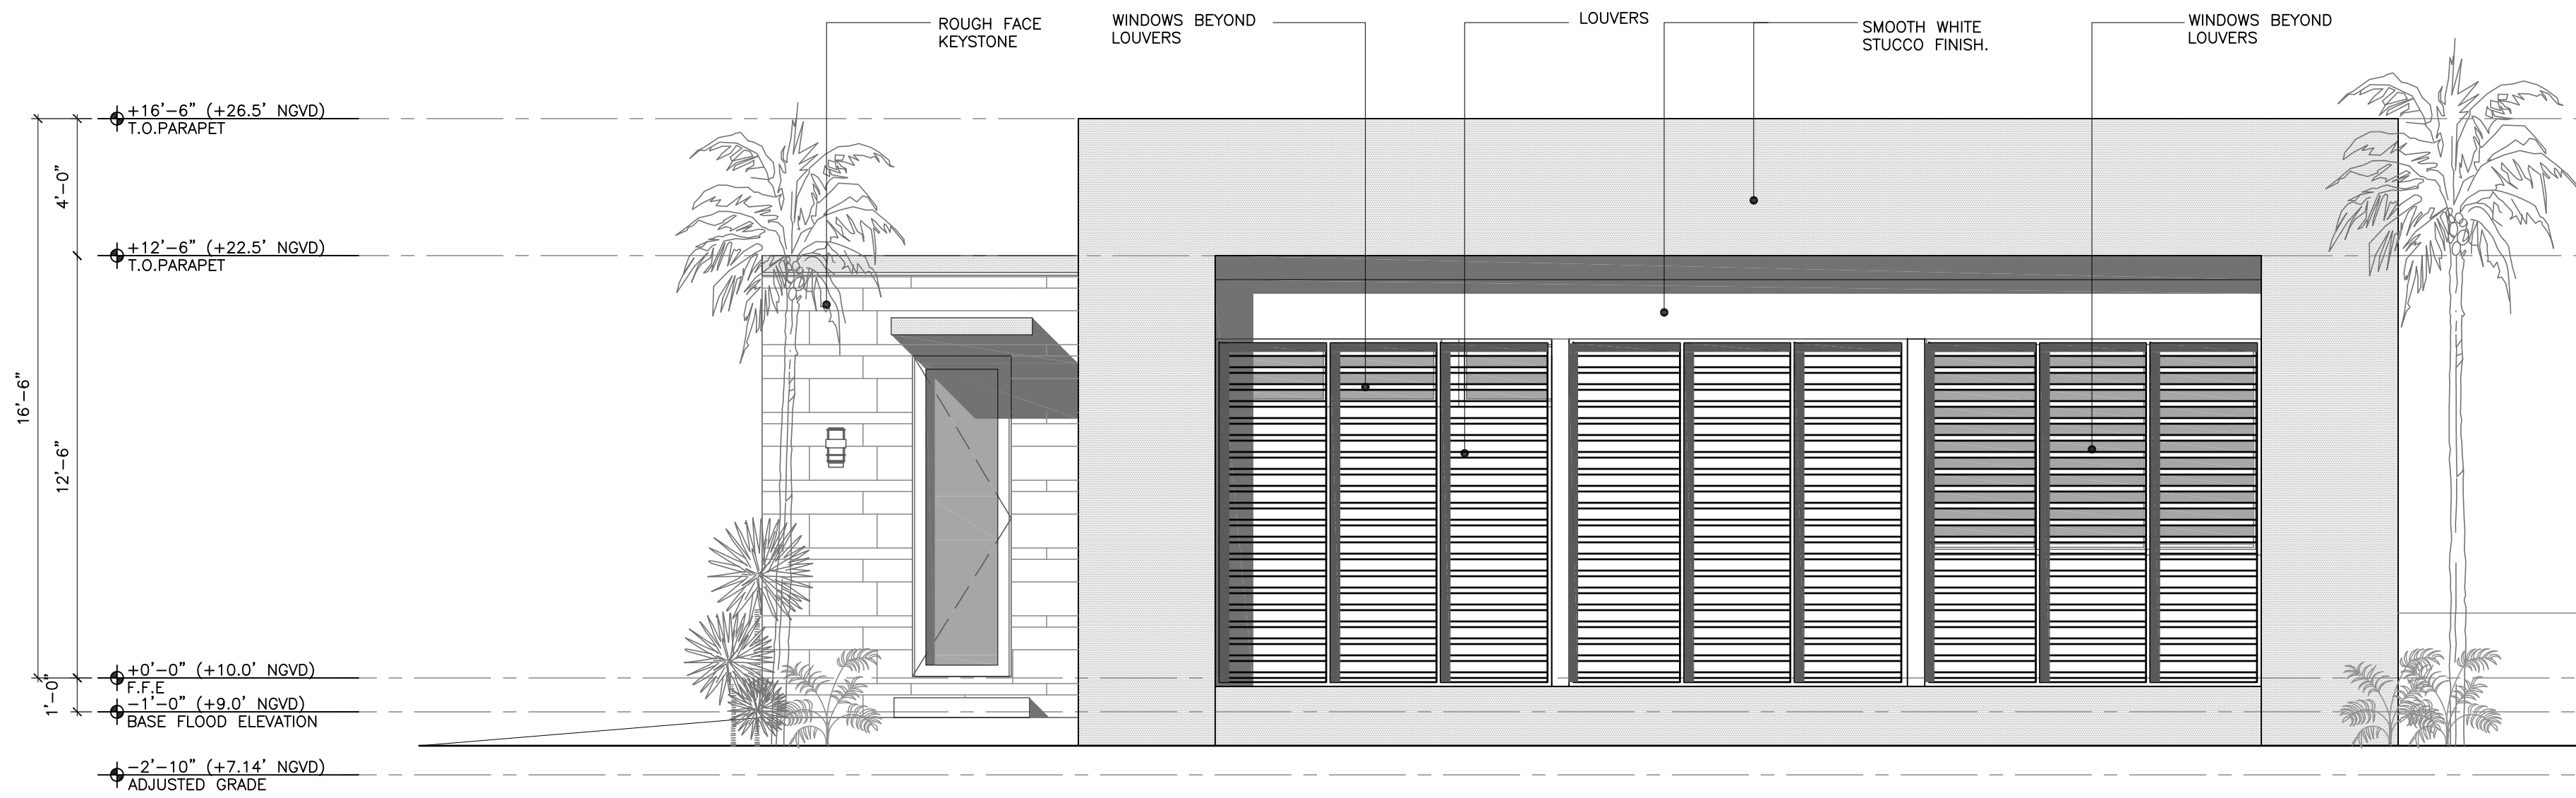 ROUGH FACE
KEYSTONE
WINDOWS BEYOND
LOUVERS
LOUVERS
SMOOTH WHITE
STUCCO FINISH.
WINDOWS BEYOND
LOUVERS
+16'-6" (+26.5' NGVD)
T.O.PARAPET
4'-0"
+12'-6" (+22.5' NGVD)
T.O.PARAPET
16'-6"
12'-6"
+0'-0" (+10.0' NGVD)
F.F.E
1'-0"
-1'-0" (+9.0' NGVD)
BASE FLOOD ELEVATION
-2'-10" (+7.14' NGVD)
ADJUSTED GRADE